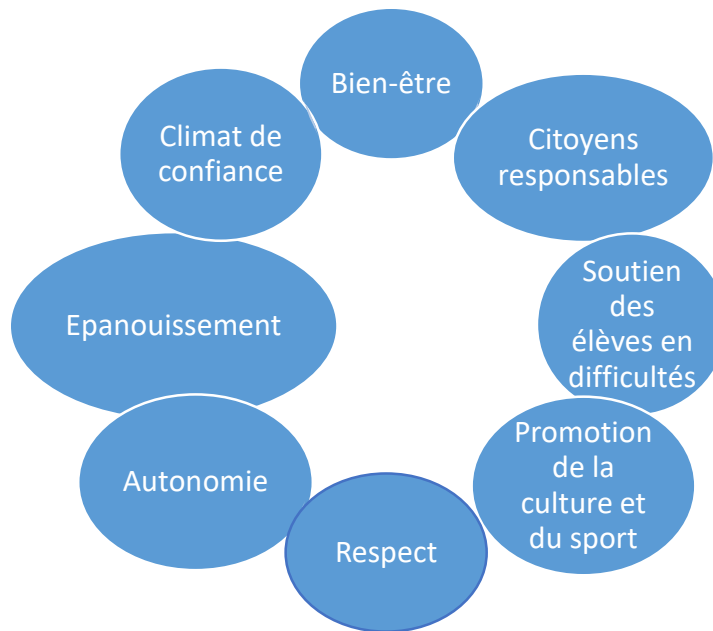 Bien-être
Citoyens
responsables
Soutien
des
élèves en
difficultés
Promotion
de la
culture et
du sport
Respect
Autonomie
Epanouissement
Climat de
confiance